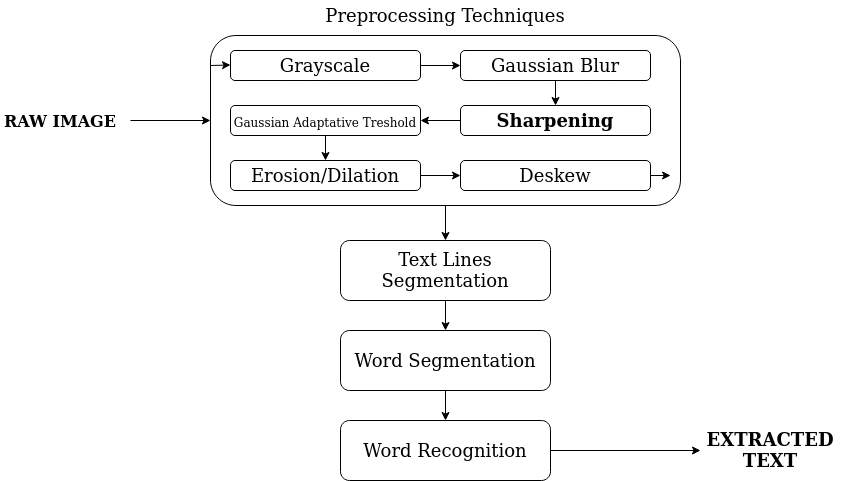 Preprocessing Techniques
Grayscale
Gaussian Blur
RAW IMAGE
Gaussian Adaptative Treshold
Sharpening
Erosion/Dilation
Deskew
Text Lines
Segmentation
Word Segmentation
Word Recognition
EXTRACTED
TEXT